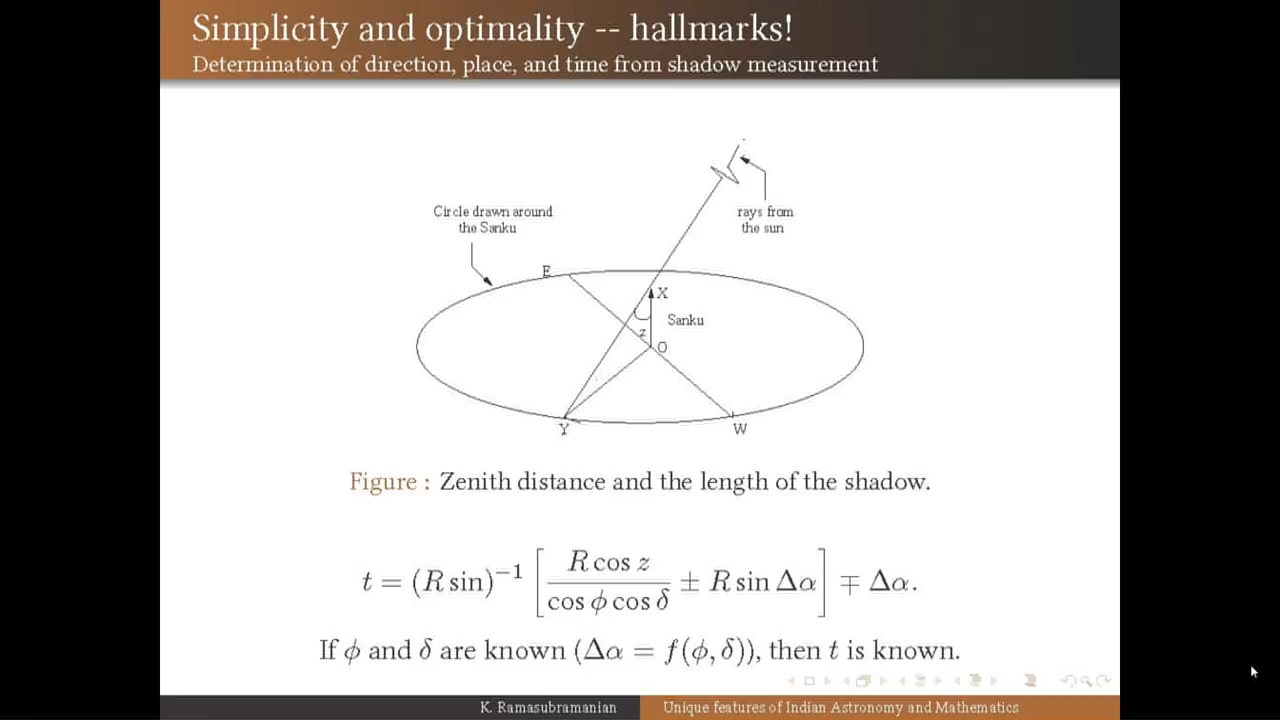 Simplicity and optimality -- hallmarks!
Determination of direction, place, and time from shadow measurement
Circle drawn around
the Sanku
rays from
the sun
E
X
Sanku
z
O
Y
W
Figure : Zenith distance and the length of the shadow.
t = (R sin)⁻¹ [ R cos z / cos ϕ cos δ ± R sin Δα ] ∓ Δα.
If ϕ and δ are known (Δα = f(ϕ, δ)), then t is known.
K. Ramasubramanian
Unique features of Indian Astronomy and Mathematics